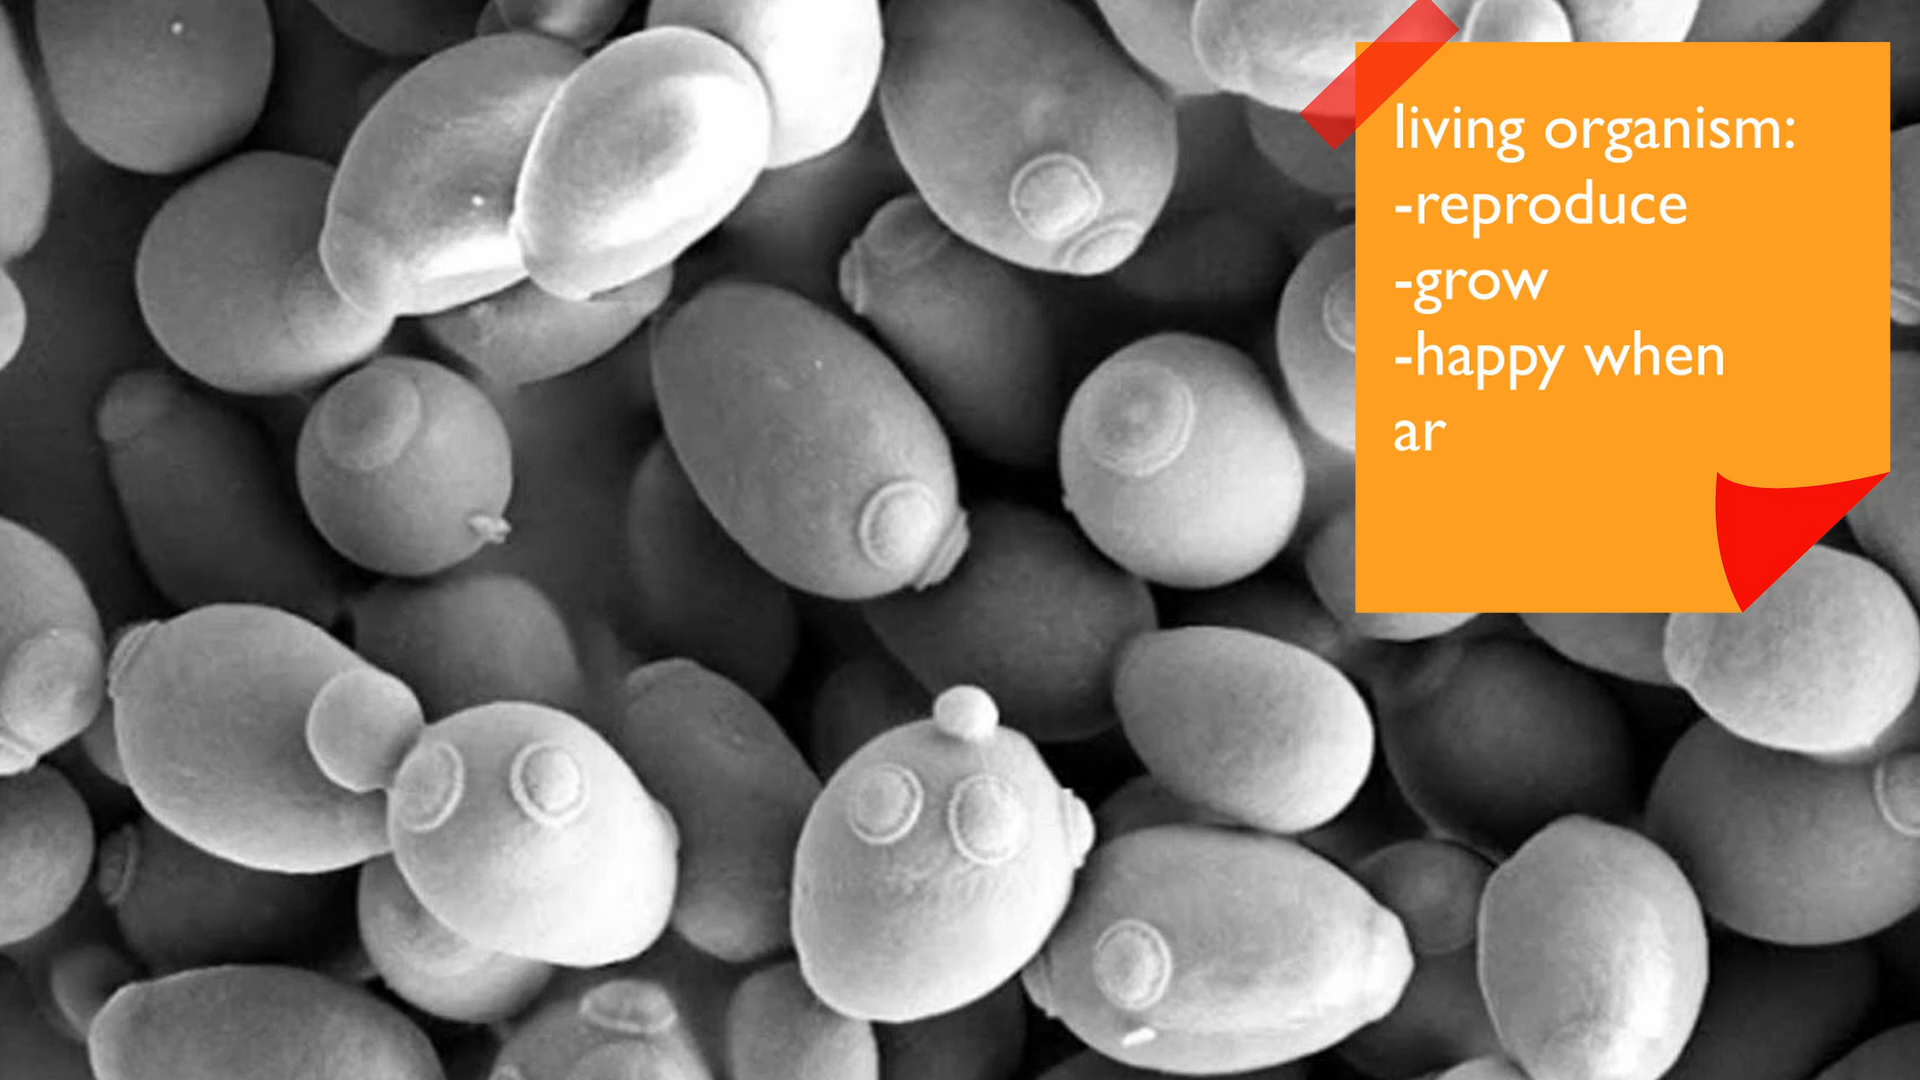 living organism:
-reproduce
-grow
-happy when
ar